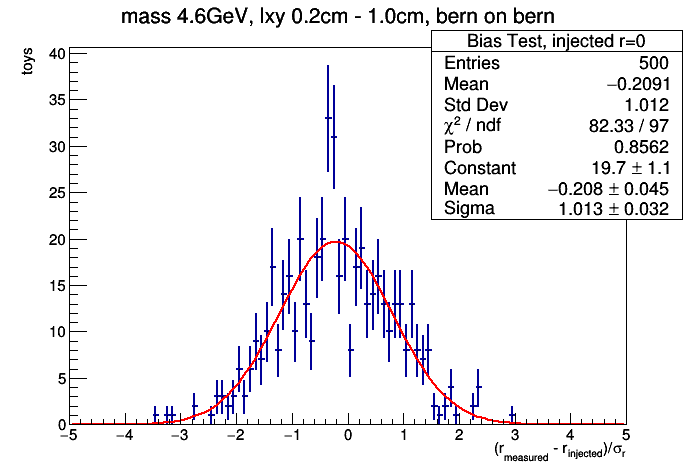 mass 4.6GeV, lxy 0.2cm - 1.0cm, bern on bern
Bias Test, injected r=0
Entries 500
Mean −0.2091
Std Dev 1.012
χ² / ndf 82.33 / 97
Prob 0.8562
Constant 19.7 ± 1.1
Mean −0.208 ± 0.045
Sigma 1.013 ± 0.032
toys
40
35
30
25
20
15
10
5
0
−5 −4 −3 −2 −1 0 1 2 3 4 5
(r_measured - r_injected)/σ_r